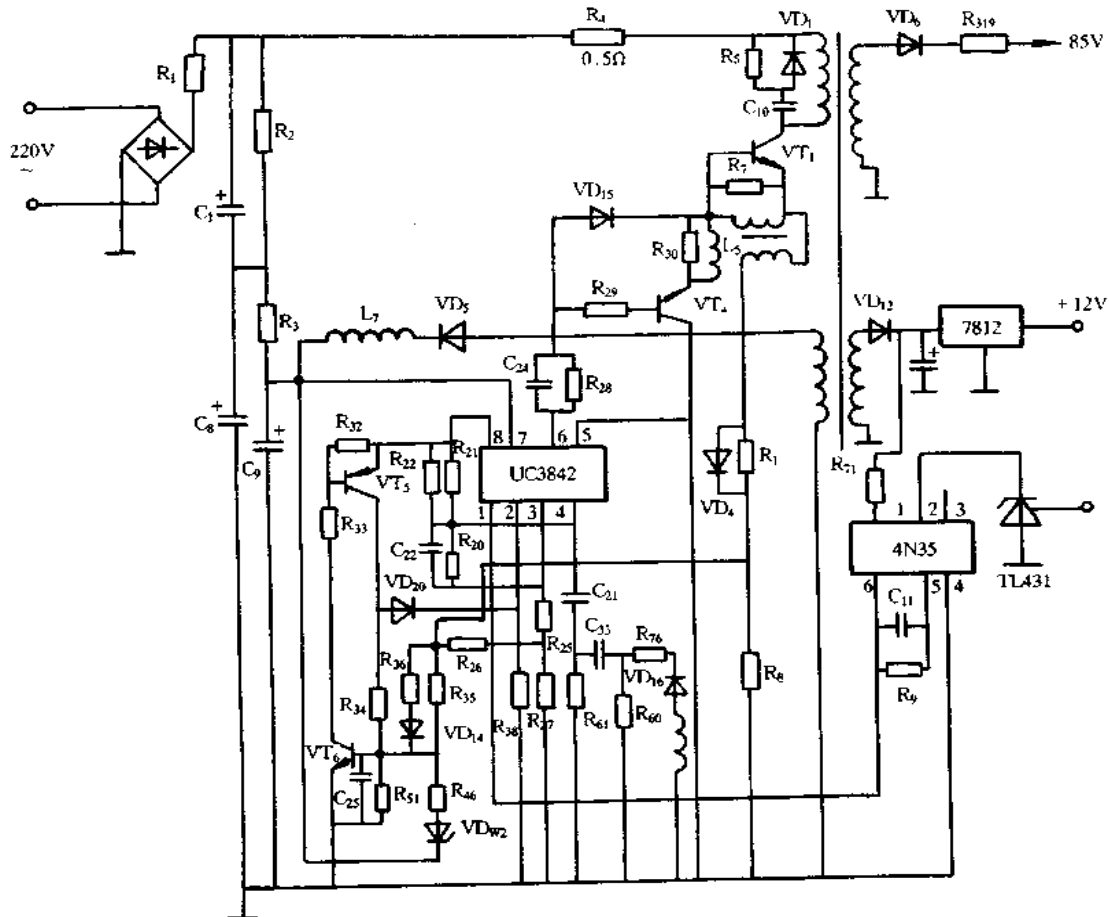 R₄
VD₁
VD₆
R₃₁₉
85V
0.5Ω
R₅
R₁
C₁₀
R₂
220V
~
VT₁
R₇
VD₁₅
+
C₁
R₃₀
L₅
R₂₉
VT₄
R₃
L₇
VD₅
VD₁₂
7812
+12V
+
C₂₄
R₂₈
+
C₈
+
C₉
R₃₂
R₂₂
R₂₁
8 7 6 5
UC3842
1 2 3 4
VT₅
R₃₃
R₁
VD₄
R₇₁
1 2 3
4N35
6 5 4
TL431
C₂₂
R₂₀
VD₂₀
C₂₁
C₁₁
R₉
R₂₅
C₃₃
R₇₆
R₂₆
R₃₆
R₃₅
VD₁₆
R₈
R₃₄
VD₁₄
R₃₈
R₆₁
R₆₀
VT₆
C₂₅
R₅₁
R₄₆
VD_W2